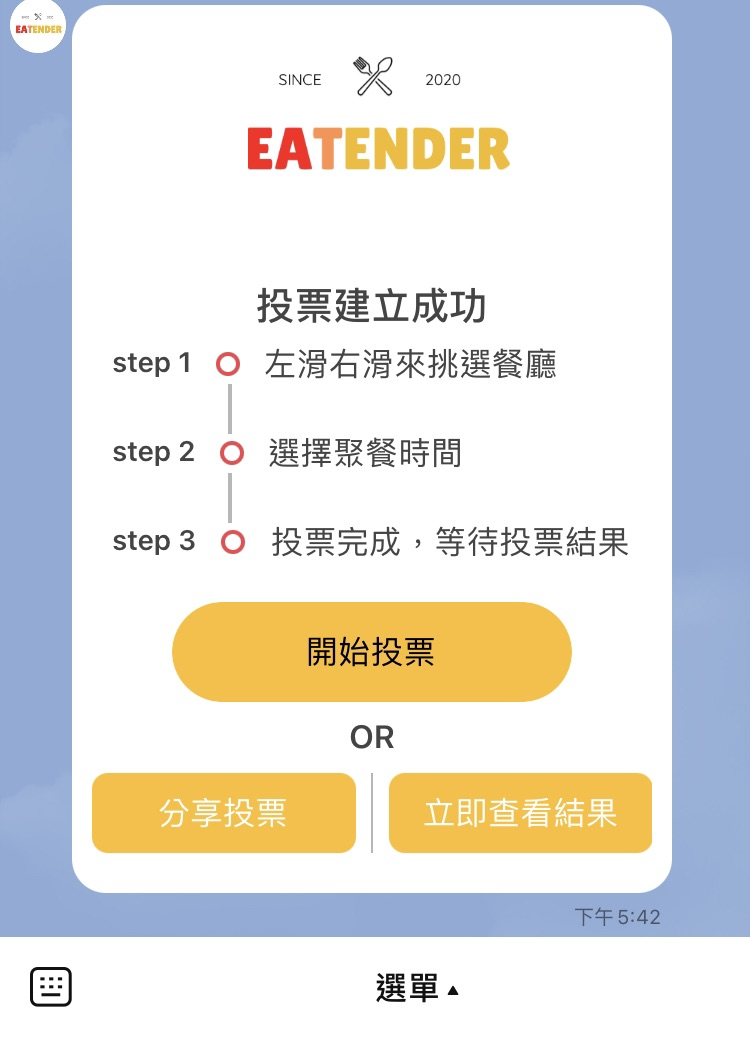 EATENDER
SINCE 2020
EATENDER
投票建立成功
step 1 左滑右滑來挑選餐廳
step 2 選擇聚餐時間
step 3 投票完成，等待投票結果
開始投票
OR
分享投票 立即查看結果
下午 5:42
選單